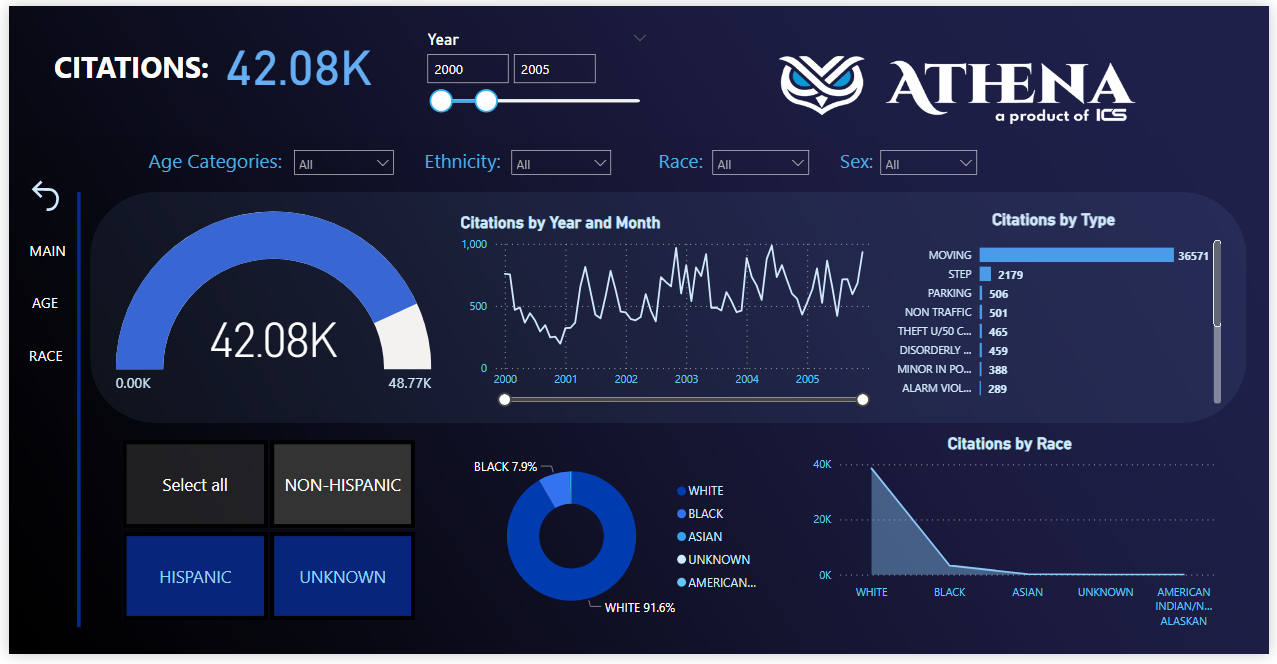 CITATIONS: 42.08K
Year
2000 2005
ATHENA
a product of ICS
Age Categories: All Ethnicity: All Race: All Sex: All
MAIN
AGE
RACE
42.08K
0.00K 48.77K
Citations by Year and Month
1,000
500
0
2000 2001 2002 2003 2004 2005
Citations by Type
MOVING 36571
STEP 2179
PARKING 506
NON TRAFFIC 501
THEFT U/50 C... 465
DISORDERLY ... 459
MINOR IN PO... 388
ALARM VIOL... 289
Select all NON-HISPANIC
HISPANIC UNKNOWN
BLACK 7.9%
WHITE 91.6%
WHITE
BLACK
ASIAN
UNKNOWN
AMERICAN...
Citations by Race
40K
20K
0K
WHITE BLACK ASIAN UNKNOWN AMERICAN
INDIAN/N...
ALASKAN